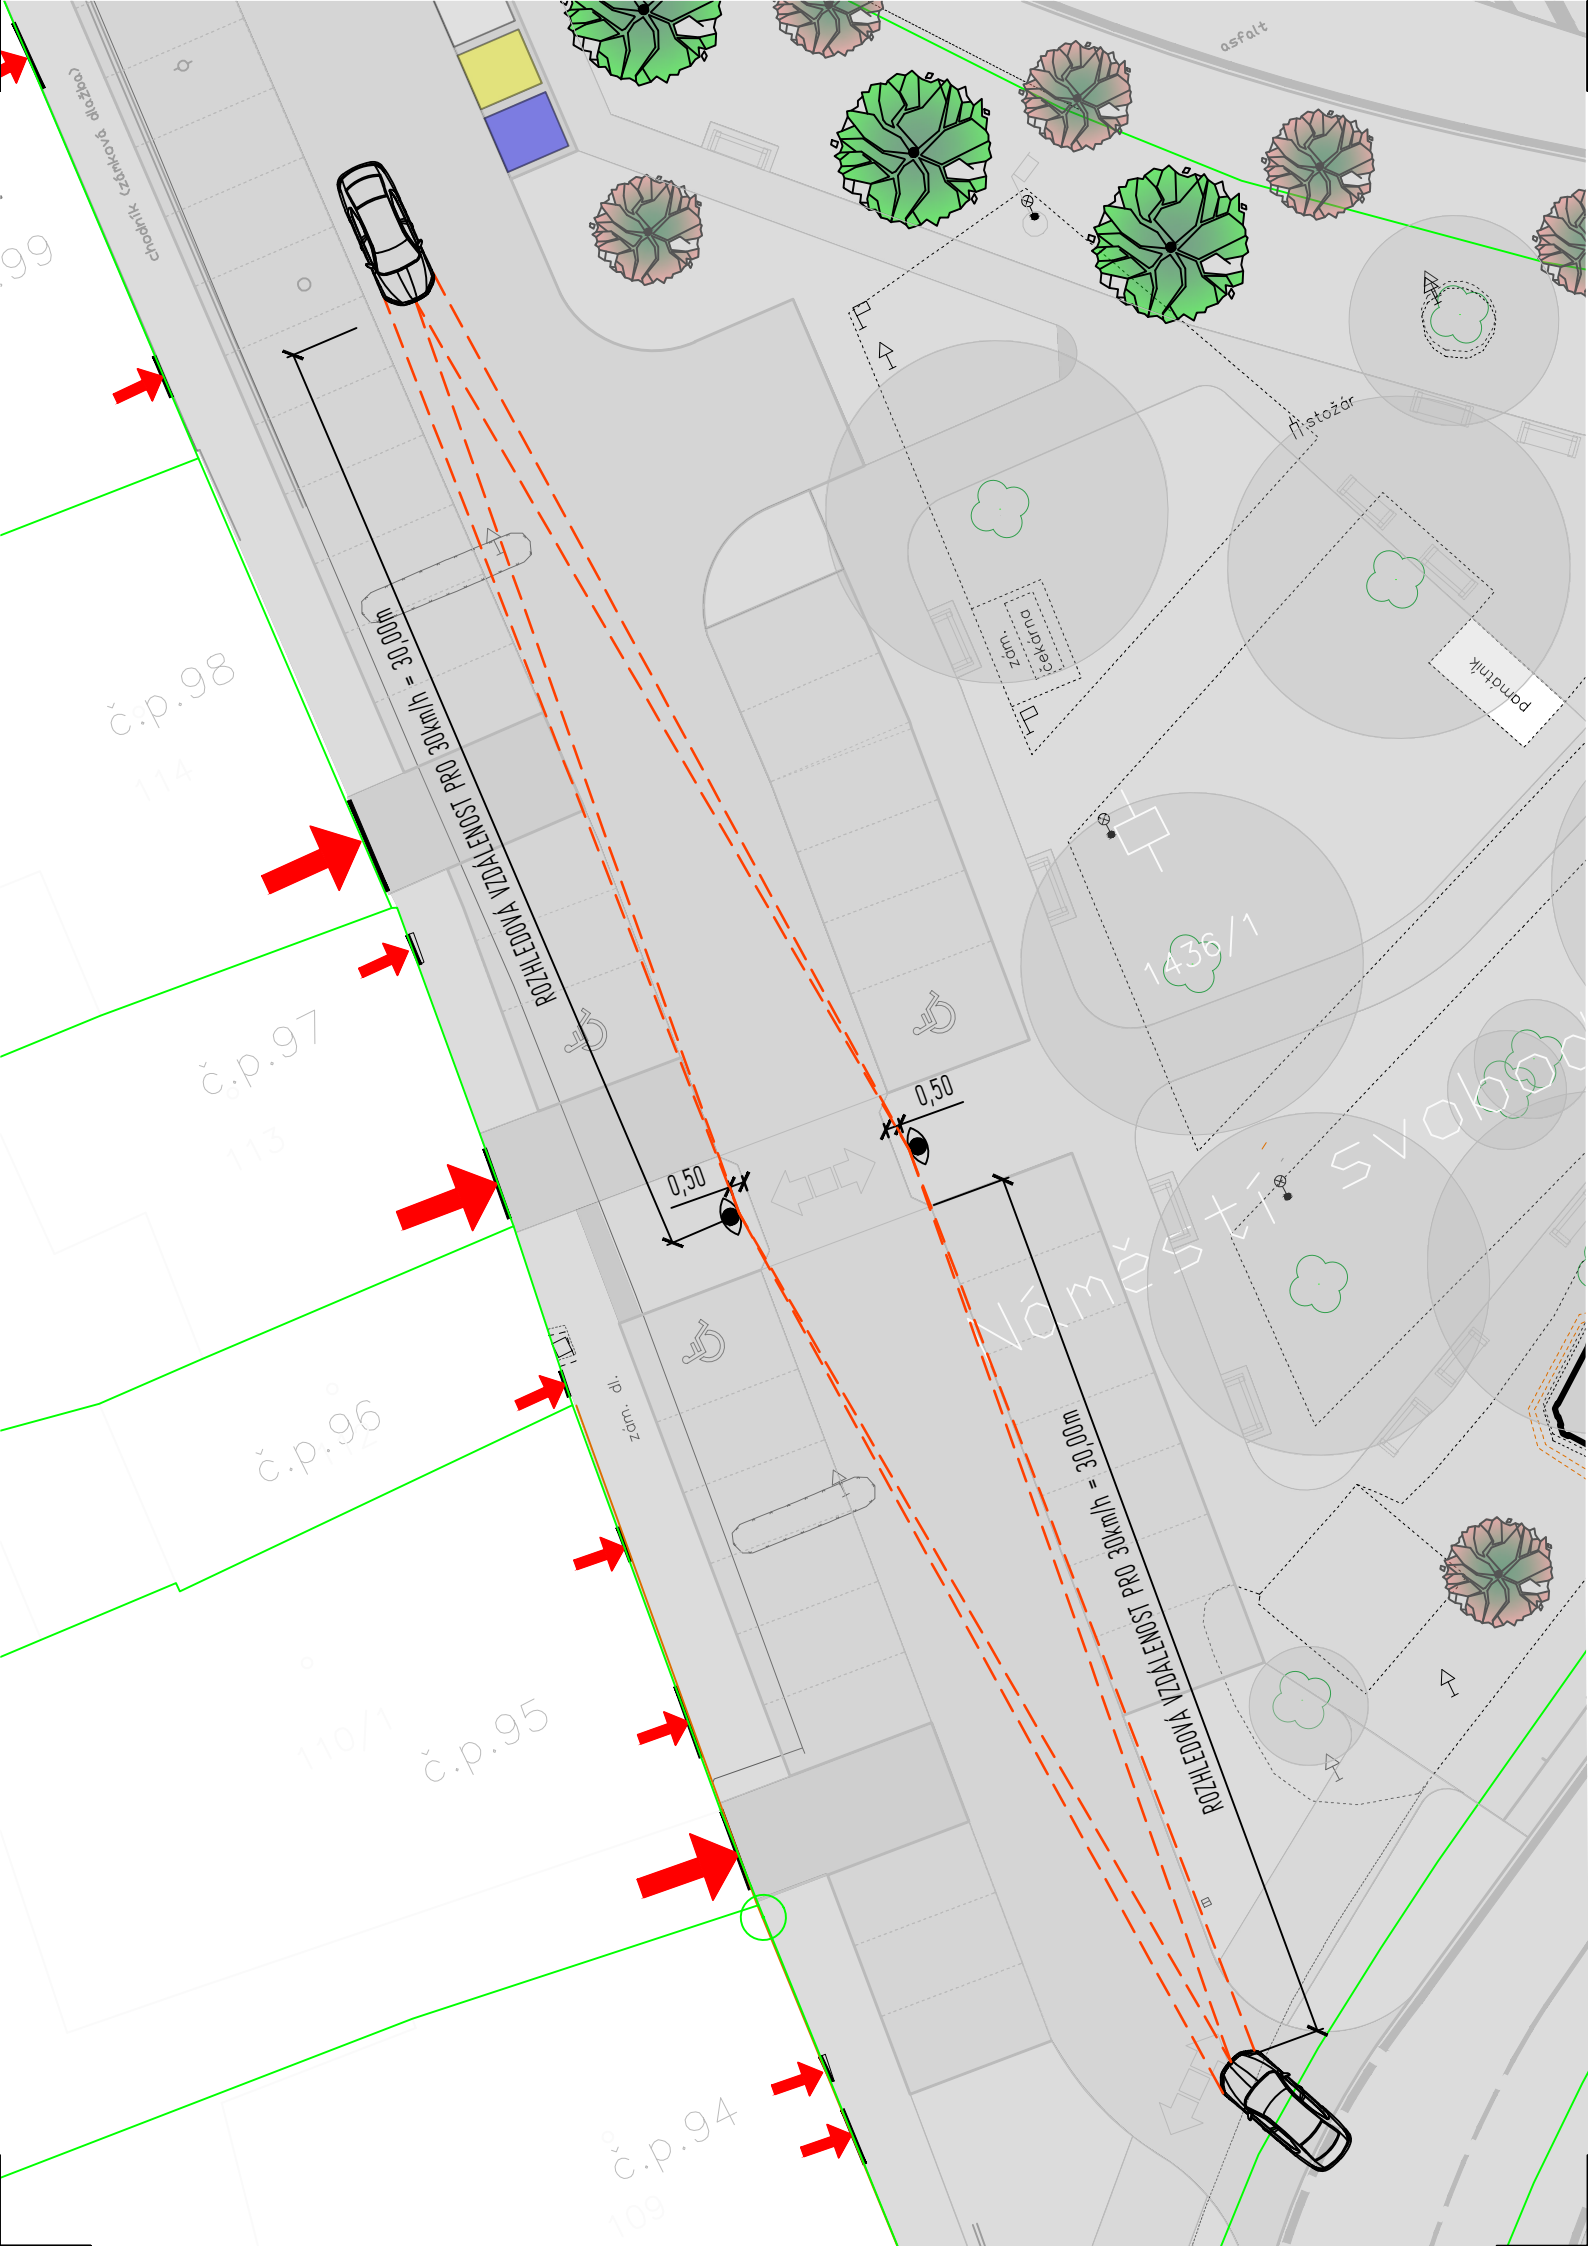 asfalt
chodník (zámková dlažba)
.99
stožár
zám.
čekárna
památník
č.p.98
114
ROZHLEDOVÁ VZDÁLENOST PRO 30km/h = 30,00m
1436/1
č.p.97
113
0,50
0,50
Náměstí Svobod
zám. dl.
č.p.96
ROZHLEDOVÁ VZDÁLENOST PRO 30km/h = 30,00m
č.p.95
110/1
č.p.94
109